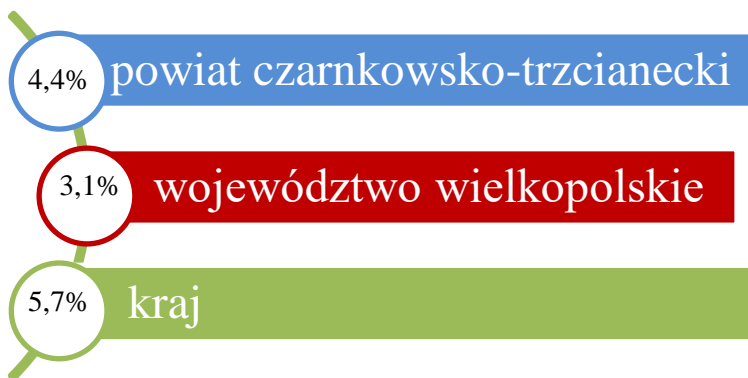 4,4% powiat czarnkowsko-trzcianecki
3,1% województwo wielkopolskie
5,7% kraj